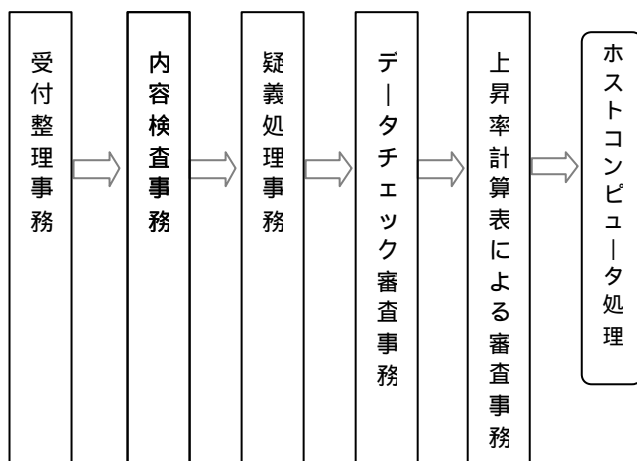 受付整理事務
内容検査事務
疑義処理事務
データチェック審査事務
上昇率計算表による審査事務
ホストコンピュータ処理